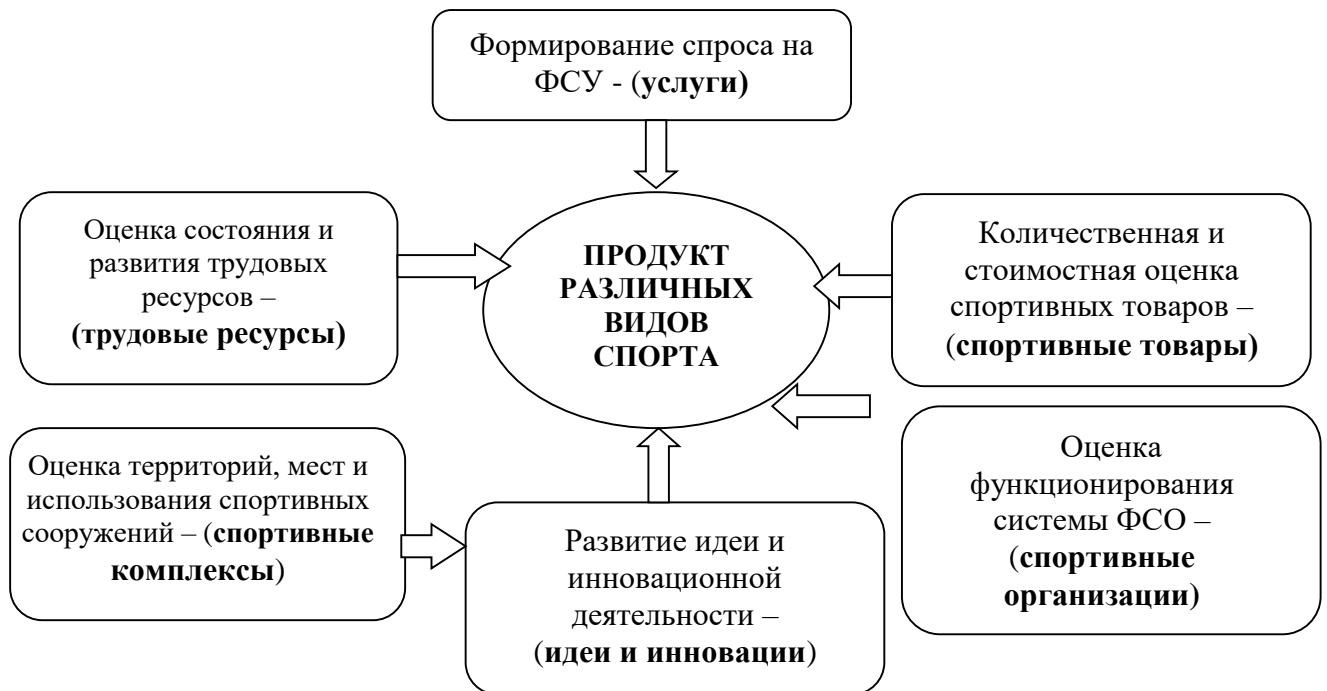 Формирование спроса на
ФСУ - (услуги)
Оценка состояния и
развития трудовых
ресурсов –
(трудовые ресурсы)
ПРОДУКТ
РАЗЛИЧНЫХ
ВИДОВ
СПОРТА
Количественная и
стоимостная оценка
спортивных товаров –
(спортивные товары)
Оценка территорий, мест и
использования спортивных
сооружений – (спортивные
комплексы)
Развитие идеи и
инновационной
деятельности –
(идеи и инновации)
Оценка
функционирования
системы ФСО –
(спортивные
организации)